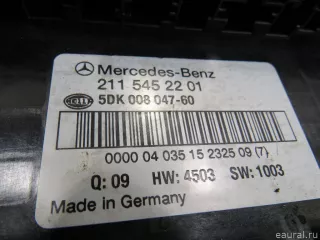 Mercedes-Benz
211 545 22 01
HELLA 5DK 008 047-60
0000 04 035 15 2325 09 (7)
Q: 09 HW: 4503 SW: 1003
Made in Germany
eaural.ru